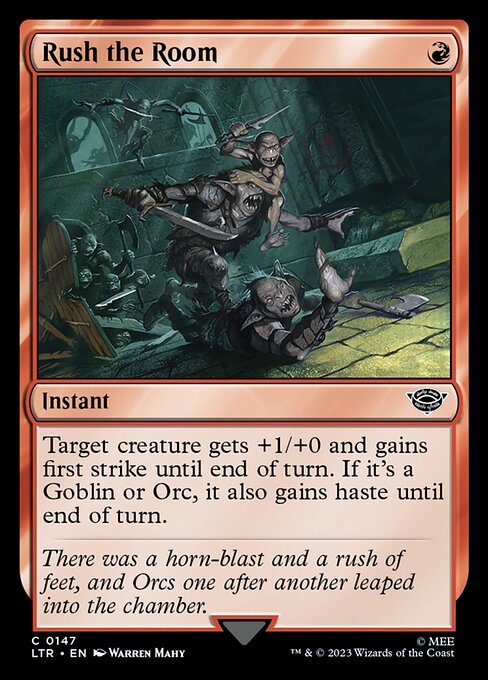 Rush the Room
Instant
Target creature gets +1/+0 and gains
first strike until end of turn. If it's a
Goblin or Orc, it also gains haste until
end of turn.
There was a horn-blast and a rush of
feet, and Orcs one after another leaped
into the chamber.
C 0147
LTR • EN Warren Mahy
© MEE
™ & © 2023 Wizards of the Coast